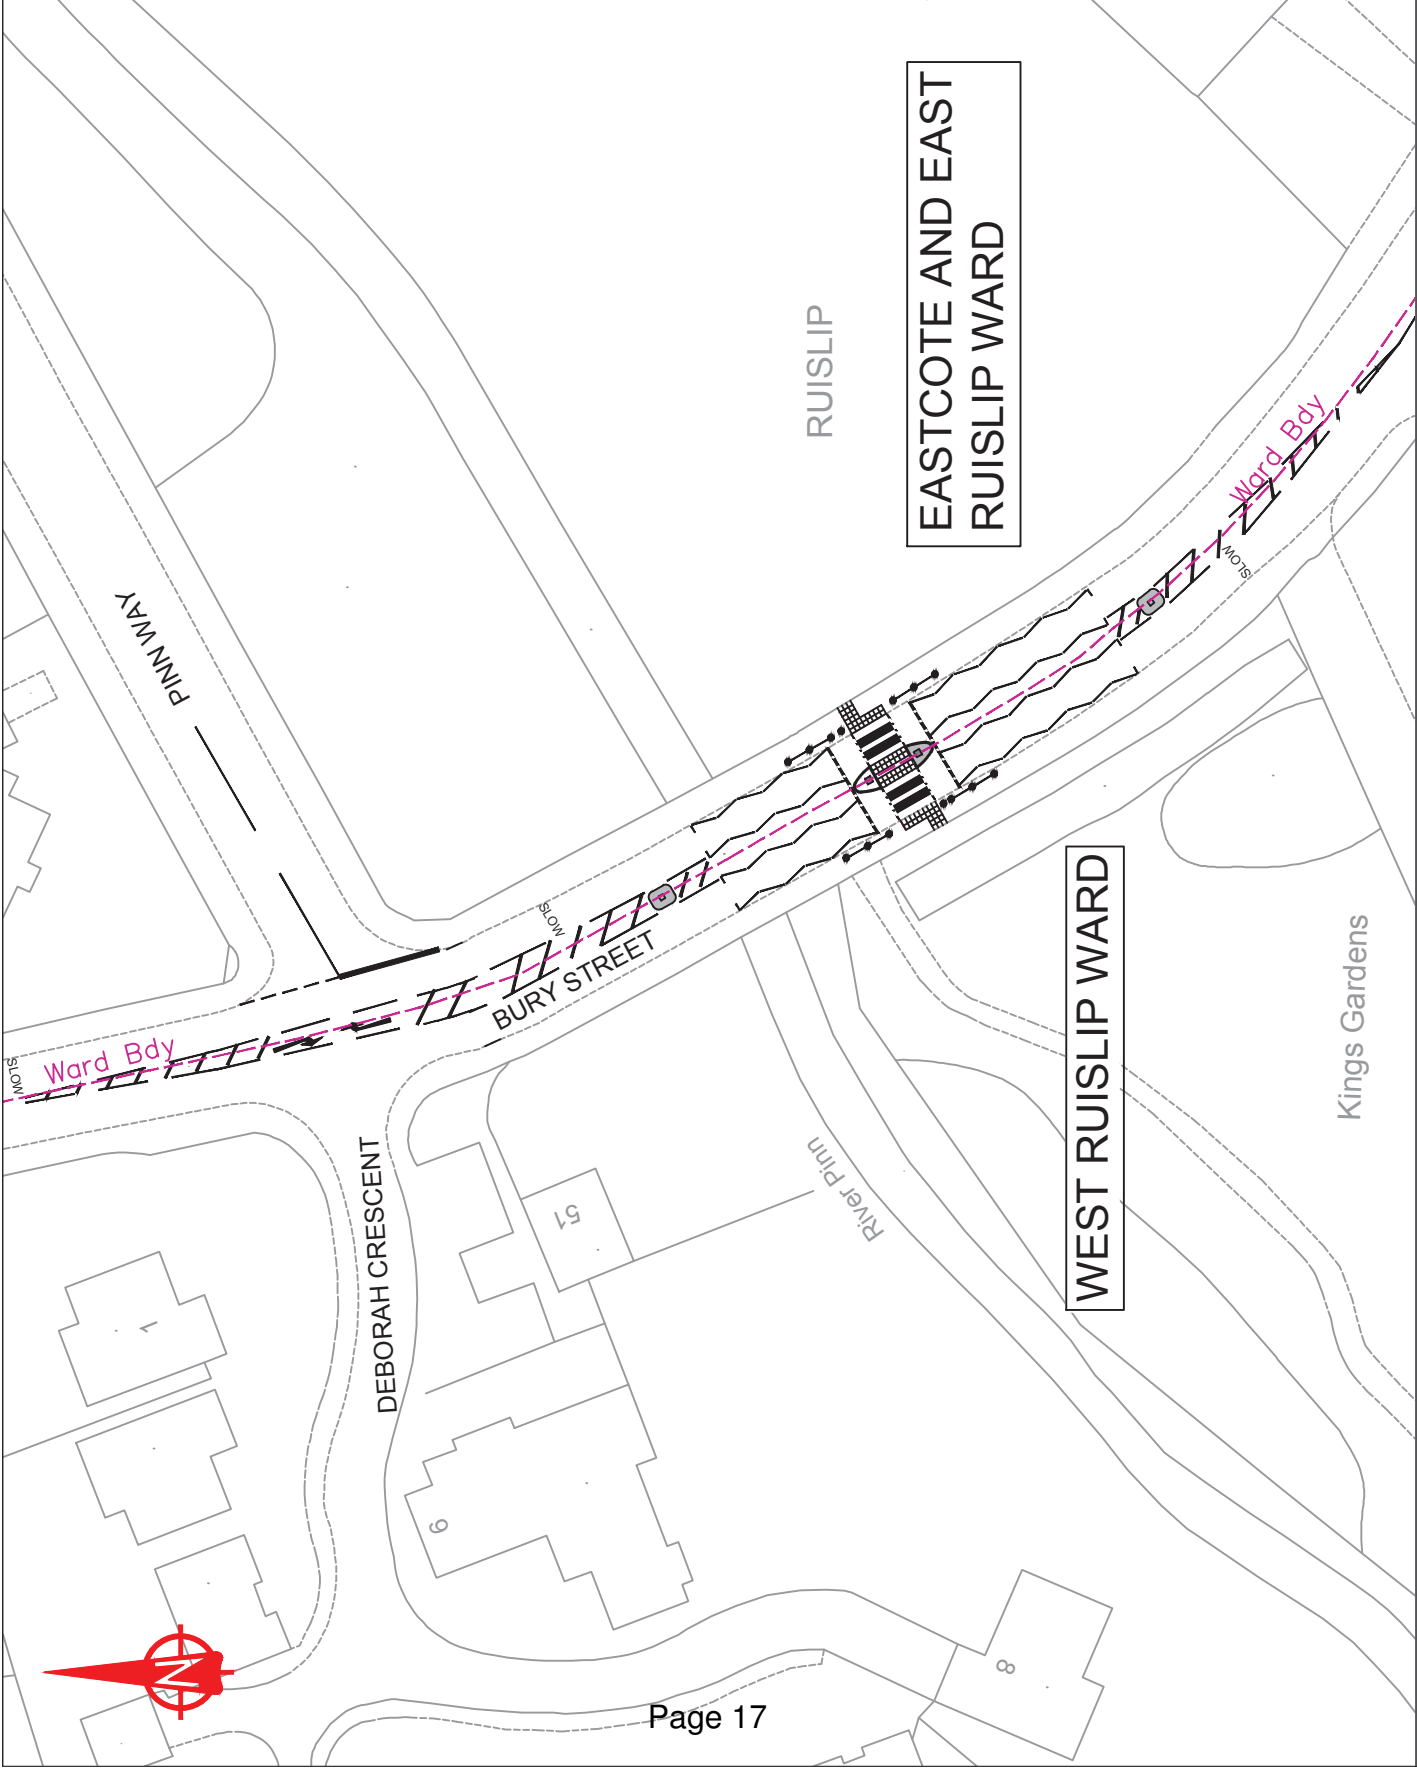 EASTCOTE AND EAST
RUISLIP WARD
RUISLIP
PINN WAY
Ward Bdy
SLOW
SLOW
BURY STREET
Ward Bdy
SLOW
DEBORAH CRESCENT
51
1
River Pinn
WEST RUISLIP WARD
Kings Gardens
9
8
N
Page 17